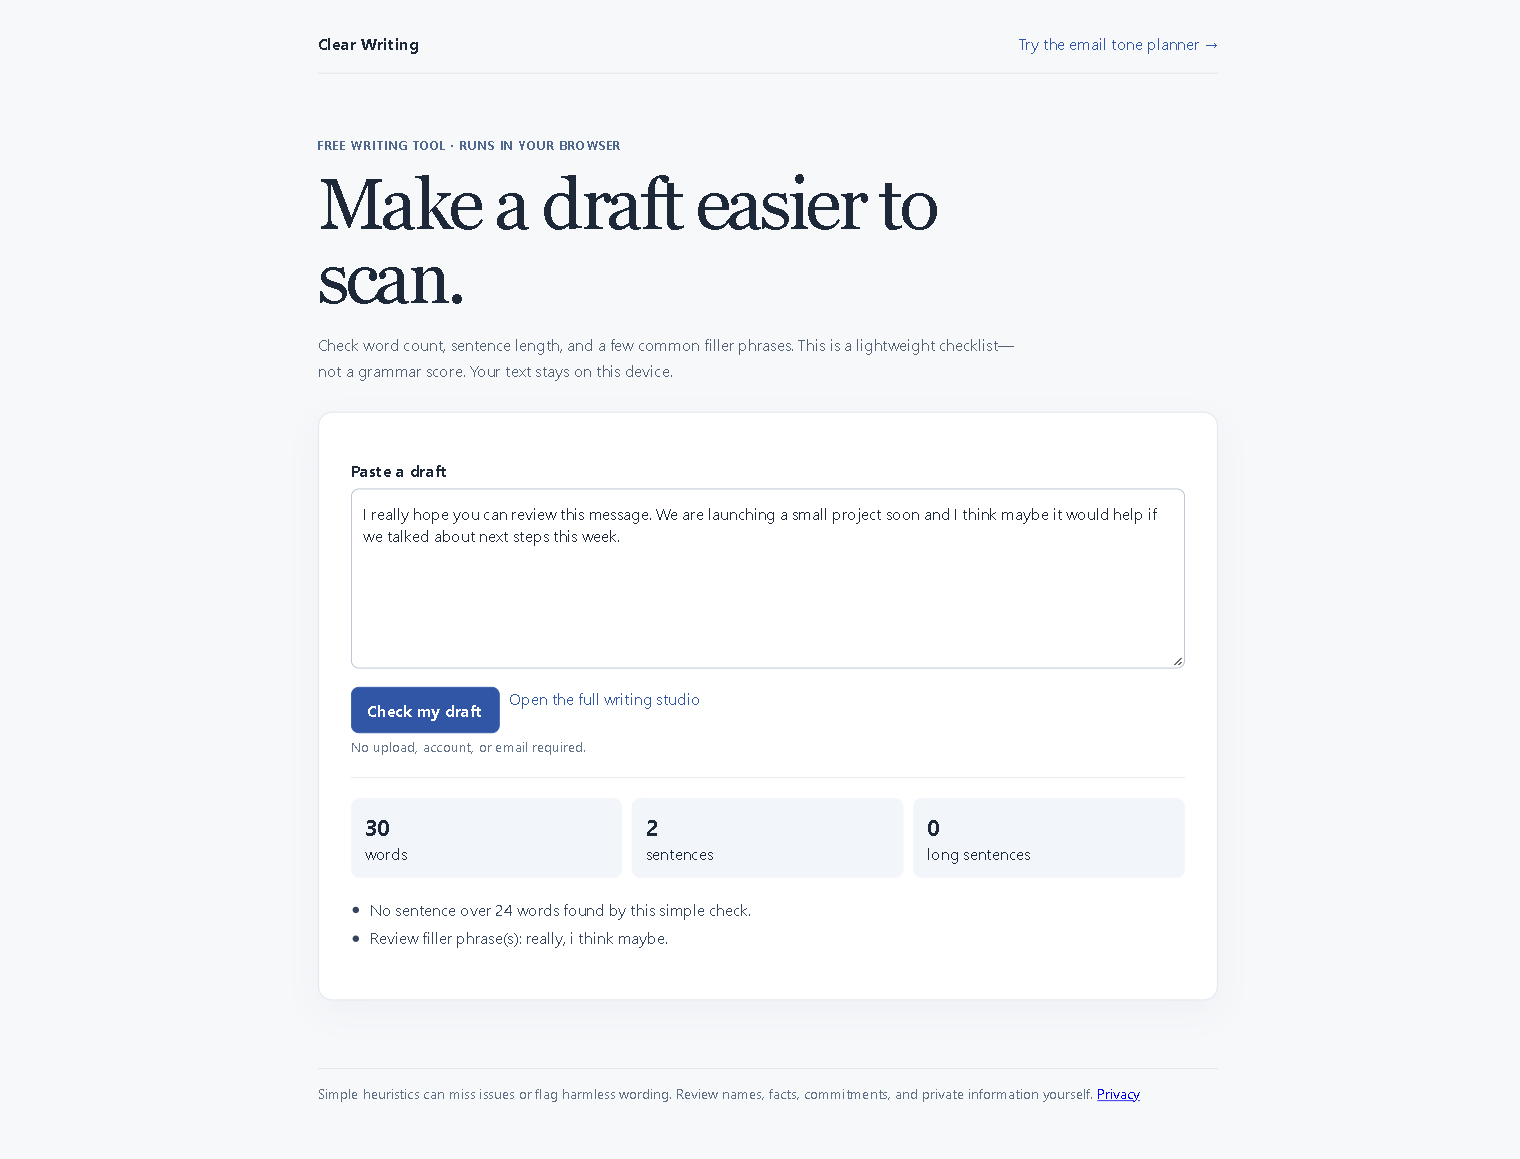 Clear Writing
Try the email tone planner →
FREE WRITING TOOL · RUNS IN YOUR BROWSER
Make a draft easier to
scan.
Check word count, sentence length, and a few common filler phrases. This is a lightweight checklist—
not a grammar score. Your text stays on this device.
Paste a draft
I really hope you can review this message. We are launching a small project soon and I think maybe it would help if
we talked about next steps this week.
Check my draft
Open the full writing studio
No upload, account, or email required.
30
words
2
sentences
0
long sentences
• No sentence over 24 words found by this simple check.
• Review filler phrase(s): really, i think maybe.
Simple heuristics can miss issues or flag harmless wording. Review names, facts, commitments, and private information yourself. Privacy